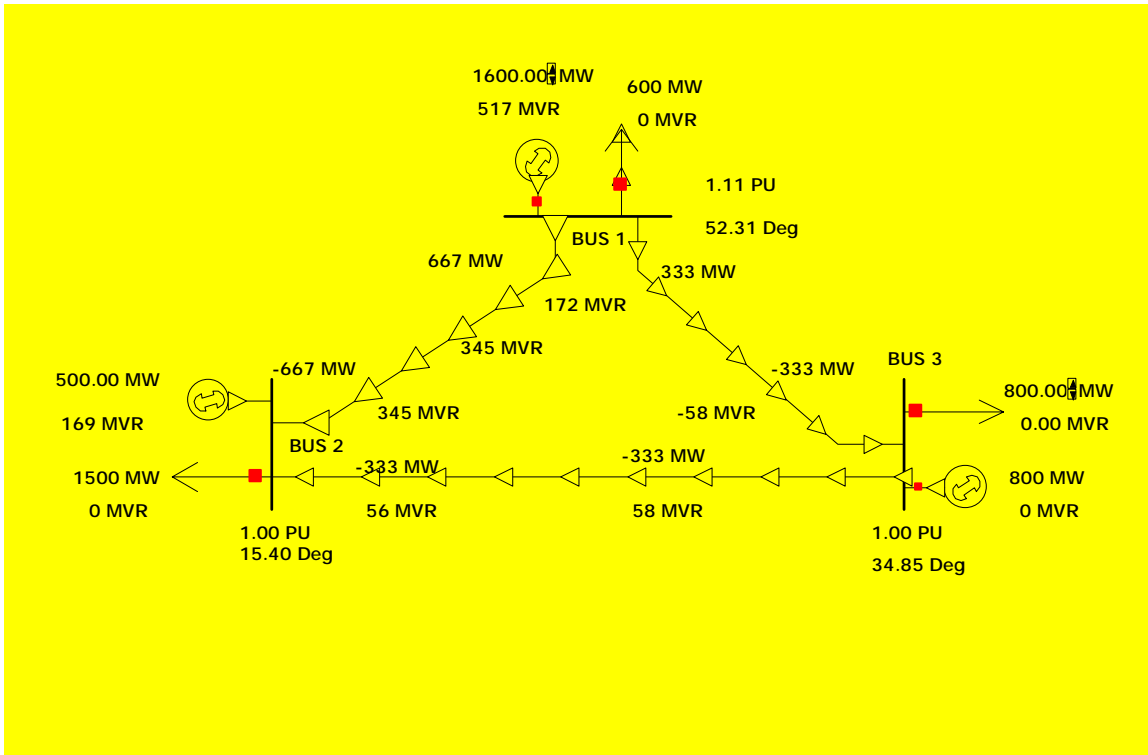 1600.00 MW
517 MVR
600 MW
0 MVR
1.11 PU
52.31 Deg
BUS 1
667 MW
172 MVR
333 MW
345 MVR
-667 MW
345 MVR
-333 MW
-58 MVR
BUS 3
500.00 MW
169 MVR
BUS 2
800.00 MW
0.00 MVR
1500 MW
0 MVR
-333 MW
56 MVR
-333 MW
58 MVR
800 MW
0 MVR
1.00 PU
15.40 Deg
1.00 PU
34.85 Deg